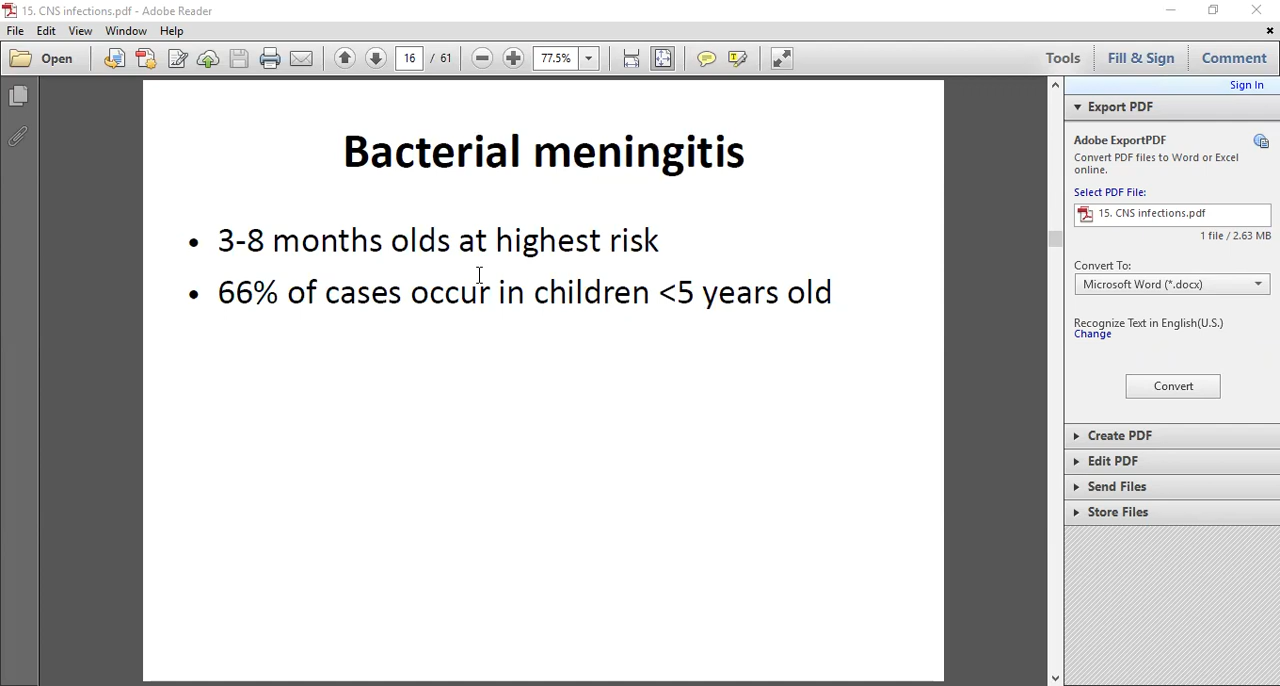 15. CNS infections.pdf - Adobe Reader
File Edit View Window Help
Open 16 / 61 77.5% Tools Fill & Sign Comment
Sign In
Export PDF
Adobe ExportPDF
Convert PDF files to Word or Excel
online.
Select PDF File:
15. CNS infections.pdf
1 file / 2.63 MB
Convert To:
Microsoft Word (*.docx)
Recognize Text in English(U.S.)
Change
Convert
Create PDF
Edit PDF
Send Files
Store Files
Bacterial meningitis
• 3-8 months olds at highest risk
• 66% of cases occur in children <5 years old